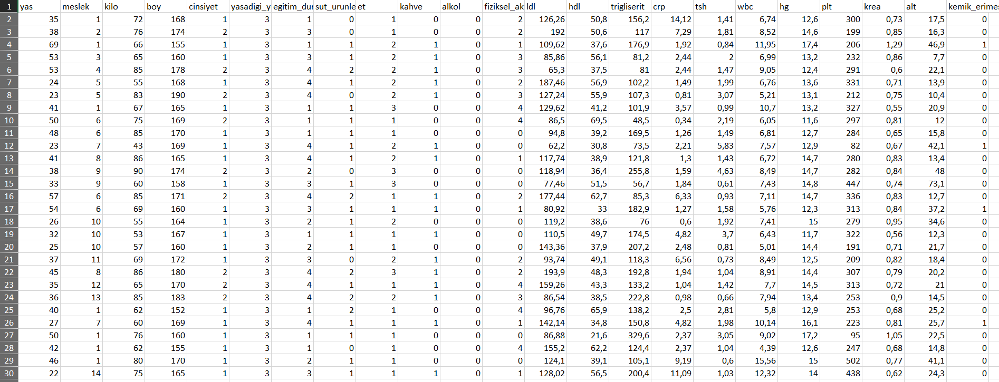 1 yas meslek kilo boy cinsiyet yasadigi_y egitim_dur sut_urunle et kahve alkol fiziksel_ak ldl hdl trigliserit crp tsh wbc hg plt krea alt kemik_erimes
2 35 1 72 168 1 3 1 0 1 0 0 2 126,26 50,8 156,2 14,12 1,41 6,74 12,6 300 0,73 17,5 0
3 38 2 76 174 2 3 3 0 1 0 0 2 192 50,6 117 7,29 1,81 8,52 14,6 199 0,85 16,3 0
4 69 1 66 155 1 3 1 1 2 1 0 1 109,62 37,6 176,9 1,92 0,84 11,95 17,4 206 1,29 46,9 1
5 53 3 65 160 1 3 3 1 2 1 0 3 85,86 56,1 81,2 2,44 2 6,99 13,2 232 0,86 7,7 0
6 53 4 85 178 2 3 4 2 2 1 0 3 65,3 37,5 81 2,44 1,47 9,05 12,4 291 0,6 22,1 0
7 24 5 55 168 1 3 4 1 2 1 0 2 187,46 56,9 102,2 1,49 1,99 6,76 13,6 331 0,71 13,9 0
8 23 5 83 190 2 3 4 0 2 1 0 3 127,24 55,9 107,3 0,81 3,07 5,21 13,1 212 0,75 10,4 0
9 41 1 67 165 1 3 1 1 3 0 0 4 129,62 41,2 101,9 3,57 0,99 10,7 13,2 327 0,55 20,9 0
10 50 6 75 169 2 3 1 1 1 0 0 4 86,5 69,5 48,5 0,34 2,19 6,05 11,6 297 0,81 12 0
11 48 6 85 170 1 3 1 1 1 0 0 0 94,8 39,2 169,5 1,26 1,49 6,81 12,7 284 0,65 15,8 0
12 23 7 43 169 1 3 4 1 2 1 0 0 62,2 30,8 73,5 2,21 5,83 7,57 12,9 82 0,67 42,1 1
13 41 8 86 165 1 3 4 1 2 1 0 1 117,74 38,9 121,8 1,3 1,43 6,72 14,7 280 0,83 13,4 0
14 38 9 90 174 2 3 2 0 3 0 0 0 118,94 36,4 255,8 1,59 4,63 8,49 14,7 282 0,84 48 0
15 33 9 60 158 1 3 3 1 3 0 0 0 77,46 51,5 56,7 1,84 0,61 7,43 14,8 447 0,74 73,1 0
16 57 6 85 171 2 3 4 2 1 1 0 2 177,44 62,7 85,3 6,33 0,93 7,11 14,7 336 0,83 12,7 0
17 54 6 69 160 1 3 3 1 1 1 0 1 80,92 33 182,9 1,27 1,58 5,76 12,3 313 0,84 37,2 1
18 26 10 55 164 1 3 2 1 2 0 0 0 119,2 38,6 76 0,6 1,92 7,41 15 279 0,95 34,6 0
19 32 10 53 167 1 3 1 1 1 1 0 0 110,5 49,7 174,5 4,82 3,7 6,43 11,7 322 0,56 12,3 0
20 25 10 57 160 1 3 2 1 1 0 0 0 143,36 37,9 207,2 2,48 0,81 5,01 14,4 191 0,71 21,7 0
21 37 11 69 172 1 3 3 0 2 1 0 2 93,74 49,1 118,3 6,56 0,73 8,49 12,5 209 0,82 18,4 0
22 45 8 86 180 2 3 4 2 3 1 0 2 193,9 48,3 192,8 1,94 1,04 8,91 14,4 307 0,79 20,2 0
23 35 12 65 170 2 3 4 1 1 1 0 4 159,26 43,3 133,2 1,04 1,42 7,7 14,5 313 0,72 21 0
24 36 13 85 183 2 3 4 2 2 1 0 3 86,54 38,5 222,8 0,98 0,66 7,94 13,4 253 0,9 14,5 0
25 40 1 62 152 1 3 1 2 1 0 0 4 96,76 65,9 138,2 2,5 2,81 5,8 12,9 253 0,68 25,2 0
26 27 7 60 169 1 3 4 1 1 1 0 1 142,14 34,8 150,8 4,82 1,98 10,14 16,1 223 0,81 25,7 1
27 50 1 76 160 1 3 1 1 1 0 0 0 86,88 21,6 329,6 2,37 3,05 9,02 17,2 95 1,05 22,5 0
28 42 1 62 155 1 3 1 0 1 0 0 4 155,2 62,2 124,4 2,37 1,04 4,39 12,6 247 0,68 14,8 0
29 46 1 80 170 1 3 2 1 1 0 0 0 124,1 39,1 105,1 9,19 0,6 15,56 15 502 0,77 41,1 0
30 22 14 75 165 1 3 3 1 1 1 0 1 128,02 56,5 200,4 11,09 1,03 12,32 14 438 0,62 24,3 0